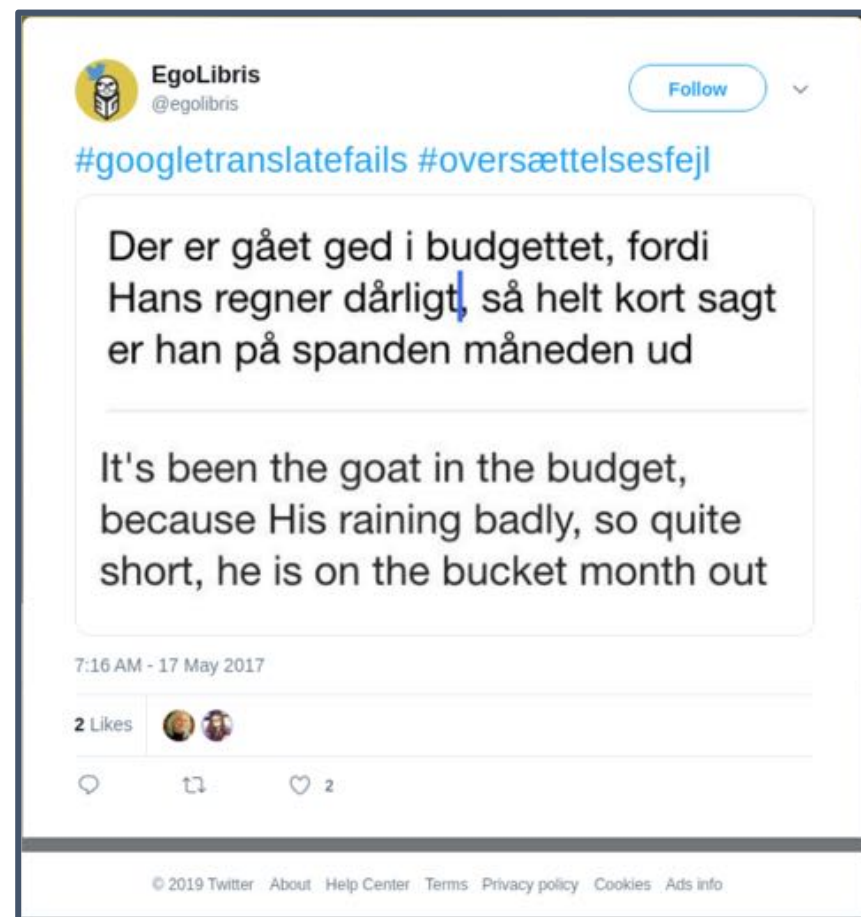 EgoLibris
@egolibris
Follow
#googletranslatefails #oversættelsesfejl
Der er gået ged i budgettet, fordi
Hans regner dårligt, så helt kort sagt
er han på spanden måneden ud
It's been the goat in the budget,
because His raining badly, so quite
short, he is on the bucket month out
7:16 AM - 17 May 2017
2 Likes
2
© 2019 Twitter About Help Center Terms Privacy policy Cookies Ads info